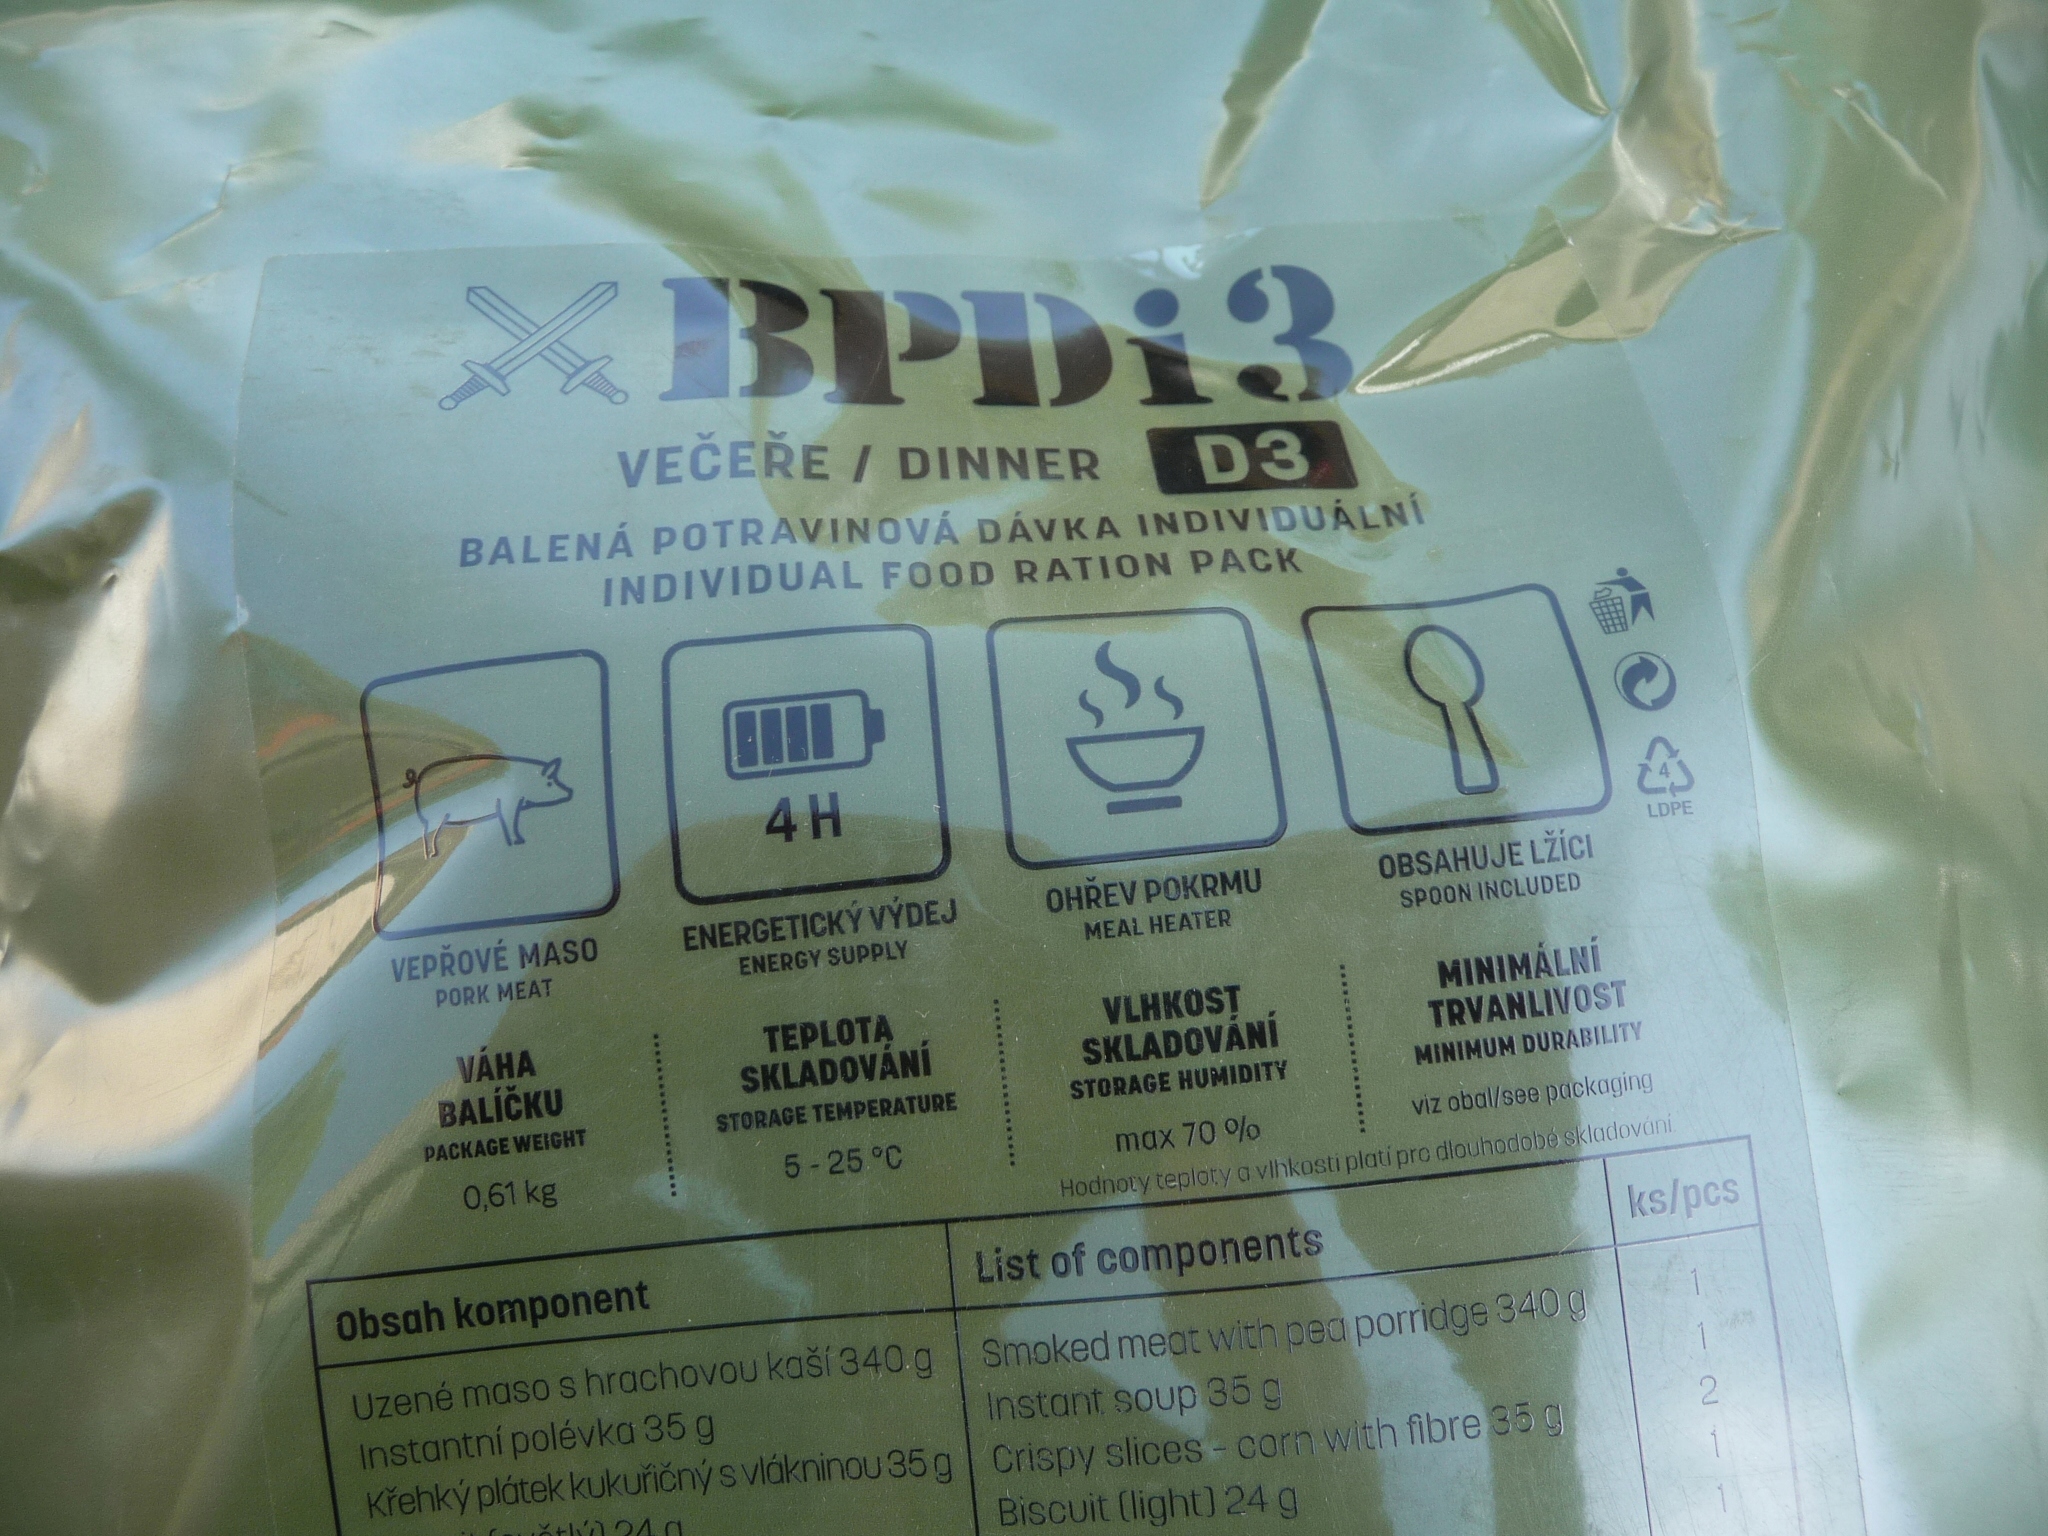 BPDi3
VEČEŘE / DINNER D3
BALENÁ POTRAVINOVÁ DÁVKA INDIVIDUÁLNÍ
INDIVIDUAL FOOD RATION PACK
4 H
4
LDPE
VEPŘOVÉ MASO
PORK MEAT
ENERGETICKÝ VÝDEJ
ENERGY SUPPLY
OHŘEV POKRMU
MEAL HEATER
OBSAHUJE LŽÍCI
SPOON INCLUDED
VÁHA
BALÍČKU
PACKAGE WEIGHT
0,61 kg
TEPLOTA
SKLADOVÁNÍ
STORAGE TEMPERATURE
5 - 25 °C
VLHKOST
SKLADOVÁNÍ
STORAGE HUMIDITY
max 70 %
MINIMÁLNÍ
TRVANLIVOST
MINIMUM DURABILITY
viz obal/see packaging
Hodnoty teploty a vlhkosti platí pro dlouhodobé skladování
Obsah komponent List of components ks/pcs
Uzené maso s hrachovou kaší 340 g Smoked meat with pea porridge 340 g 1
Instantní polévka 35 g Instant soup 35 g 1
Křehký plátek kukuřičný s vlákninou 35 g Crispy slices - corn with fibre 35 g 2
24 g Biscuit (light) 24 g 1
1